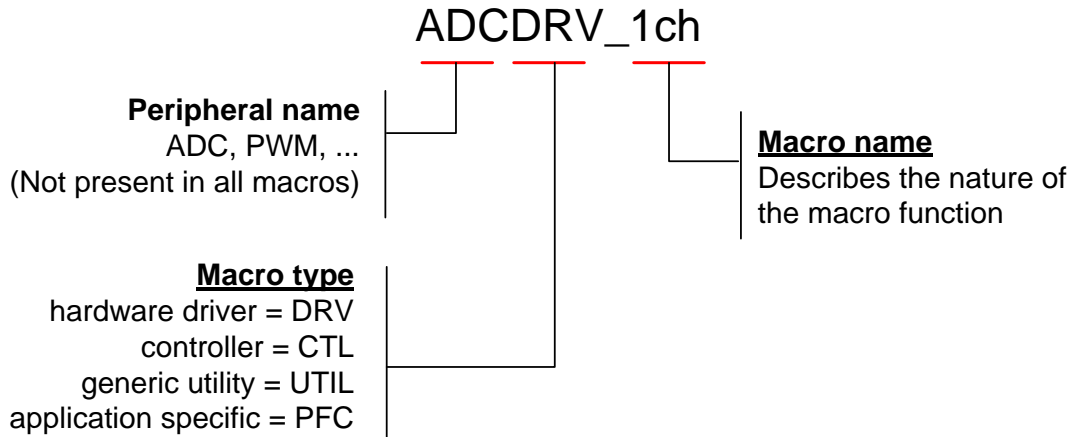 ADCDRV_1ch
Peripheral name
ADC, PWM, ...
(Not present in all macros)
Macro name
Describes the nature of
the macro function
Macro type
hardware driver = DRV
controller = CTL
generic utility = UTIL
application specific = PFC